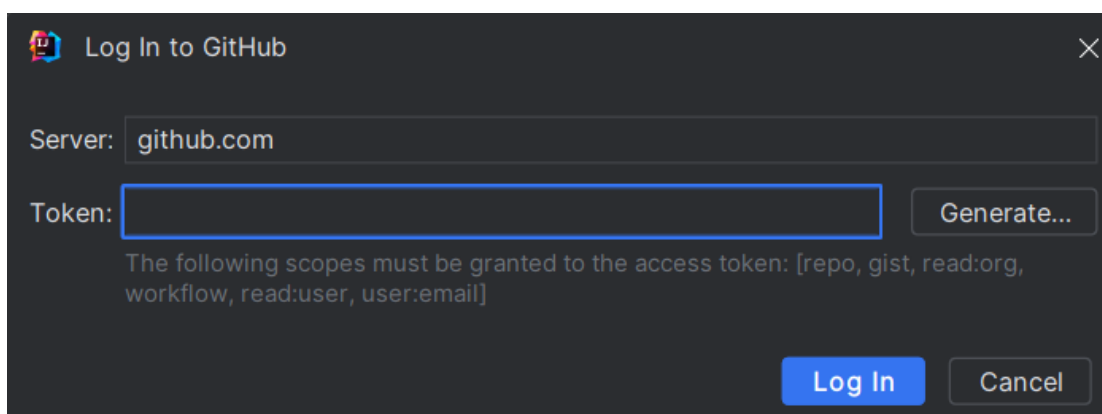 Log In to GitHub
Server: github.com
Token: Generate...
The following scopes must be granted to the access token: [repo, gist, read:org,
workflow, read:user, user:email]
Log In Cancel